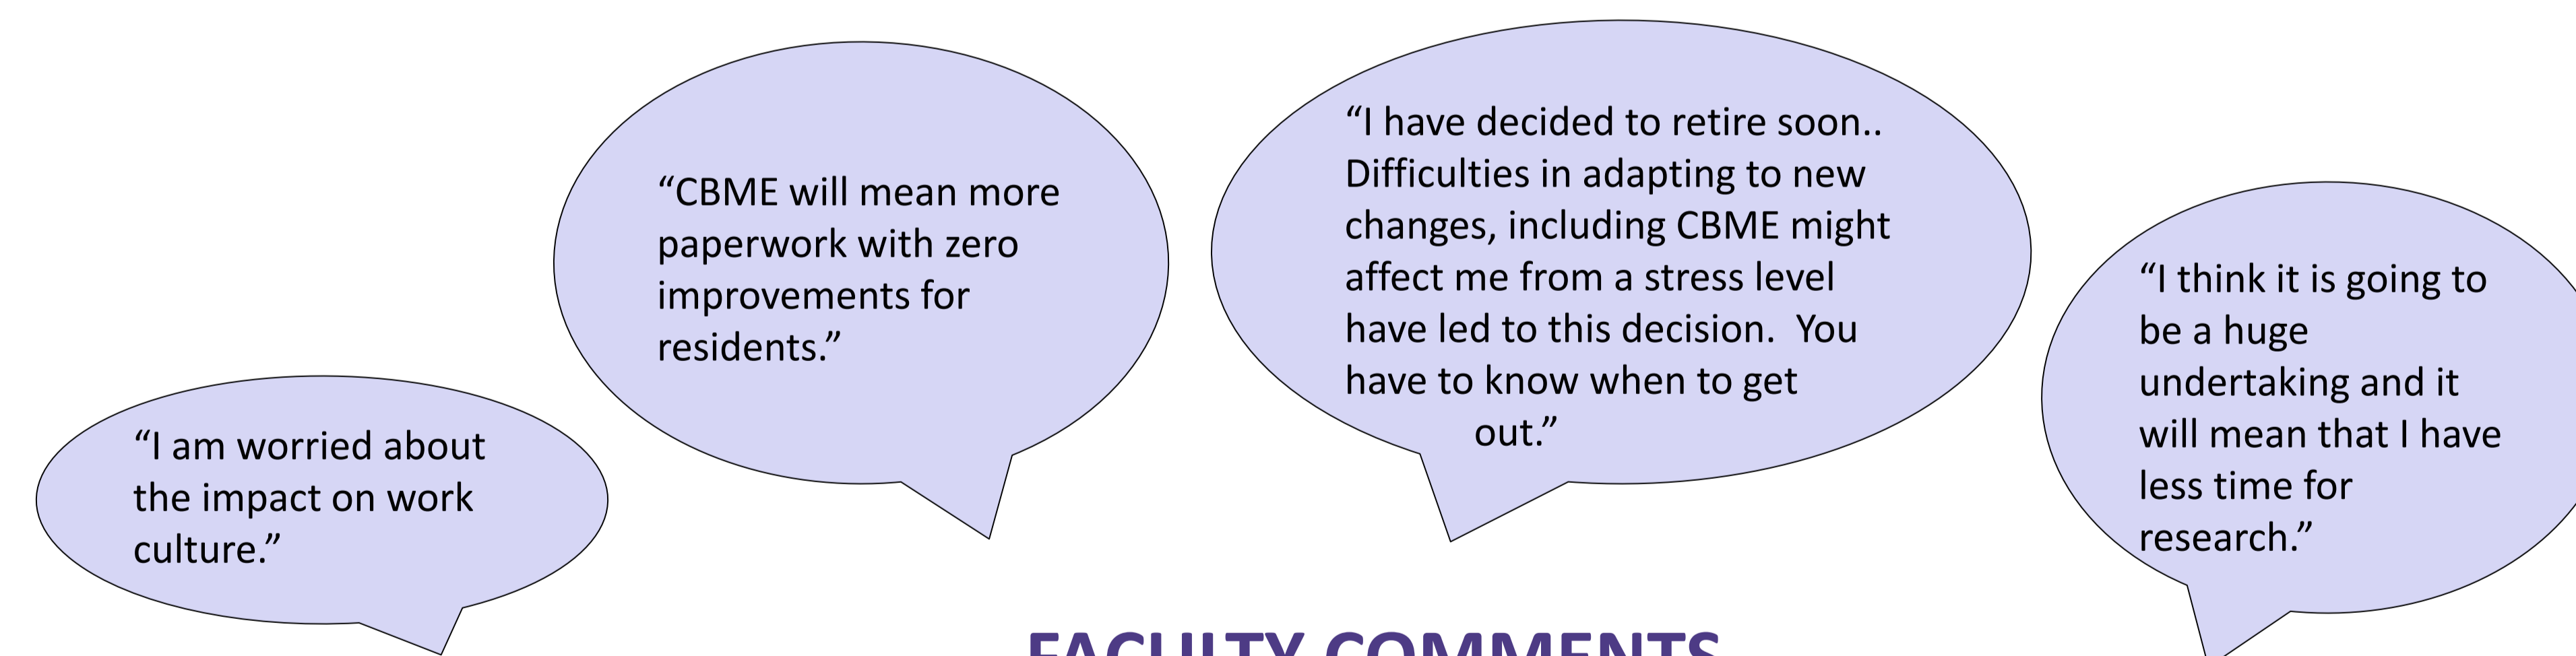 “I am worried about
the impact on work
culture.”
“CBME will mean more
paperwork with zero
improvements for
residents.”
“I have decided to retire soon..
Difficulties in adapting to new
changes, including CBME might
affect me from a stress level
have led to this decision.  You
have to know when to get
out.”
“I think it is going to
be a huge
undertaking and it
will mean that I have
less time for
research.”
FACULTY COMMENTS